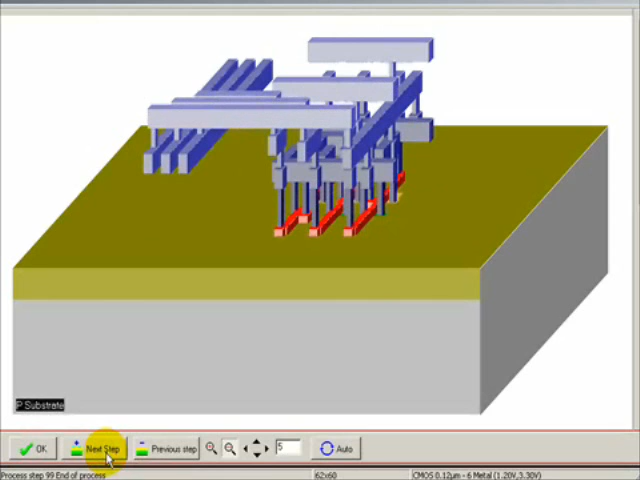 P Substrate
OK
Next Step
Previous step
5
Auto
Process step 99 End of process
62x60
CMOS 0.12µm - 6 Metal (1.20V,3.30V)